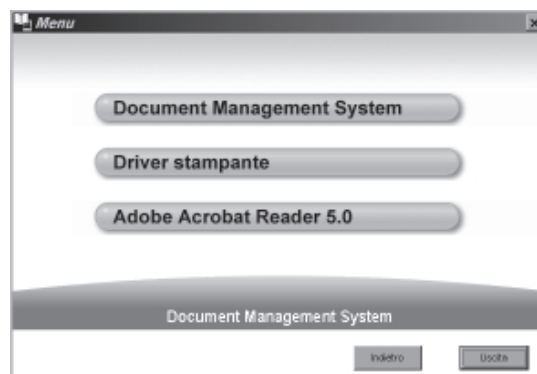 Menu
Document Management System
Driver stampante
Adobe Acrobat Reader 5.0
Document Management System
Indietro
Uscita